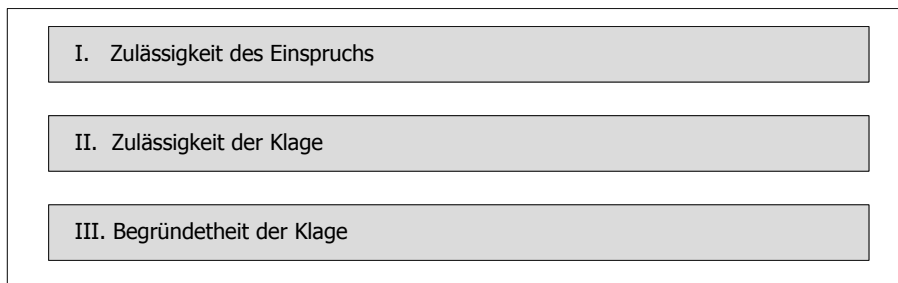 I. Zulässigkeit des Einspruchs
II. Zulässigkeit der Klage
III. Begründetheit der Klage